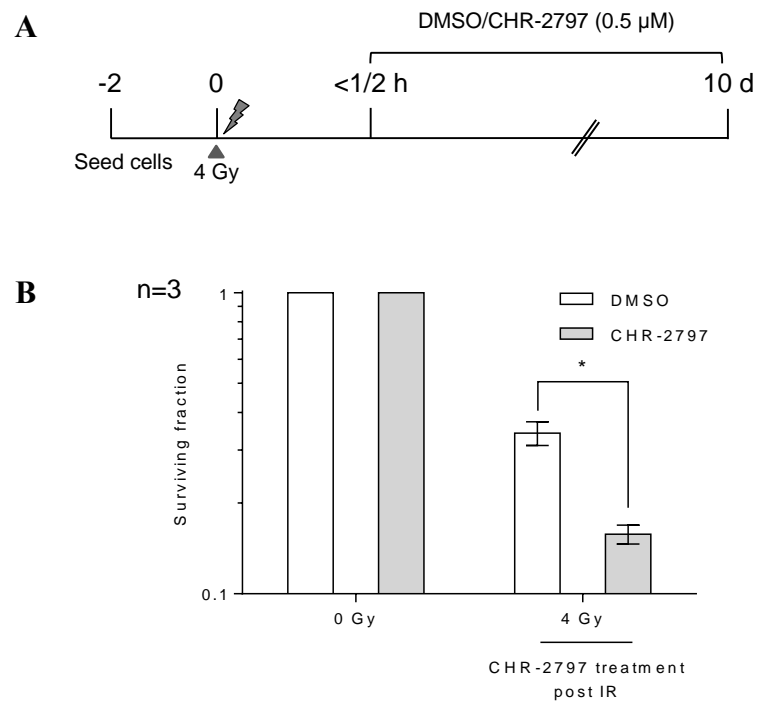 A
DMSO/CHR-2797 (0.5 μM)
-2 0 <1/2 h 10 d
Seed cells
4 Gy
B
n=3
1
DMSO
CHR-2797
*
Surviving fraction
0.1
0 Gy 4 Gy
CHR-2797 treatment
post IR